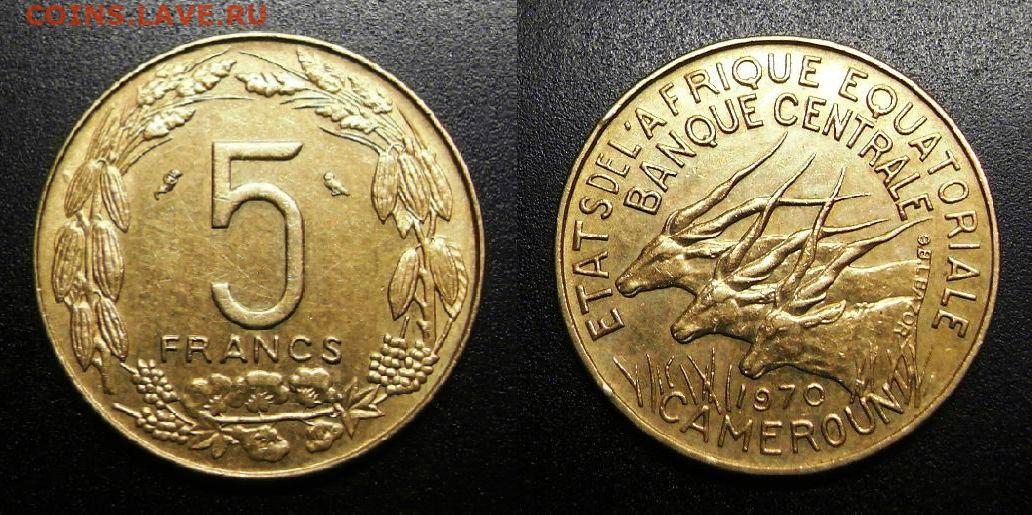 COINS.LAVE.RU
5
FRANCS
ETATS DE L'AFRIQUE EQUATORIALE
BANQUE CENTRALE
1970
CAMEROUN